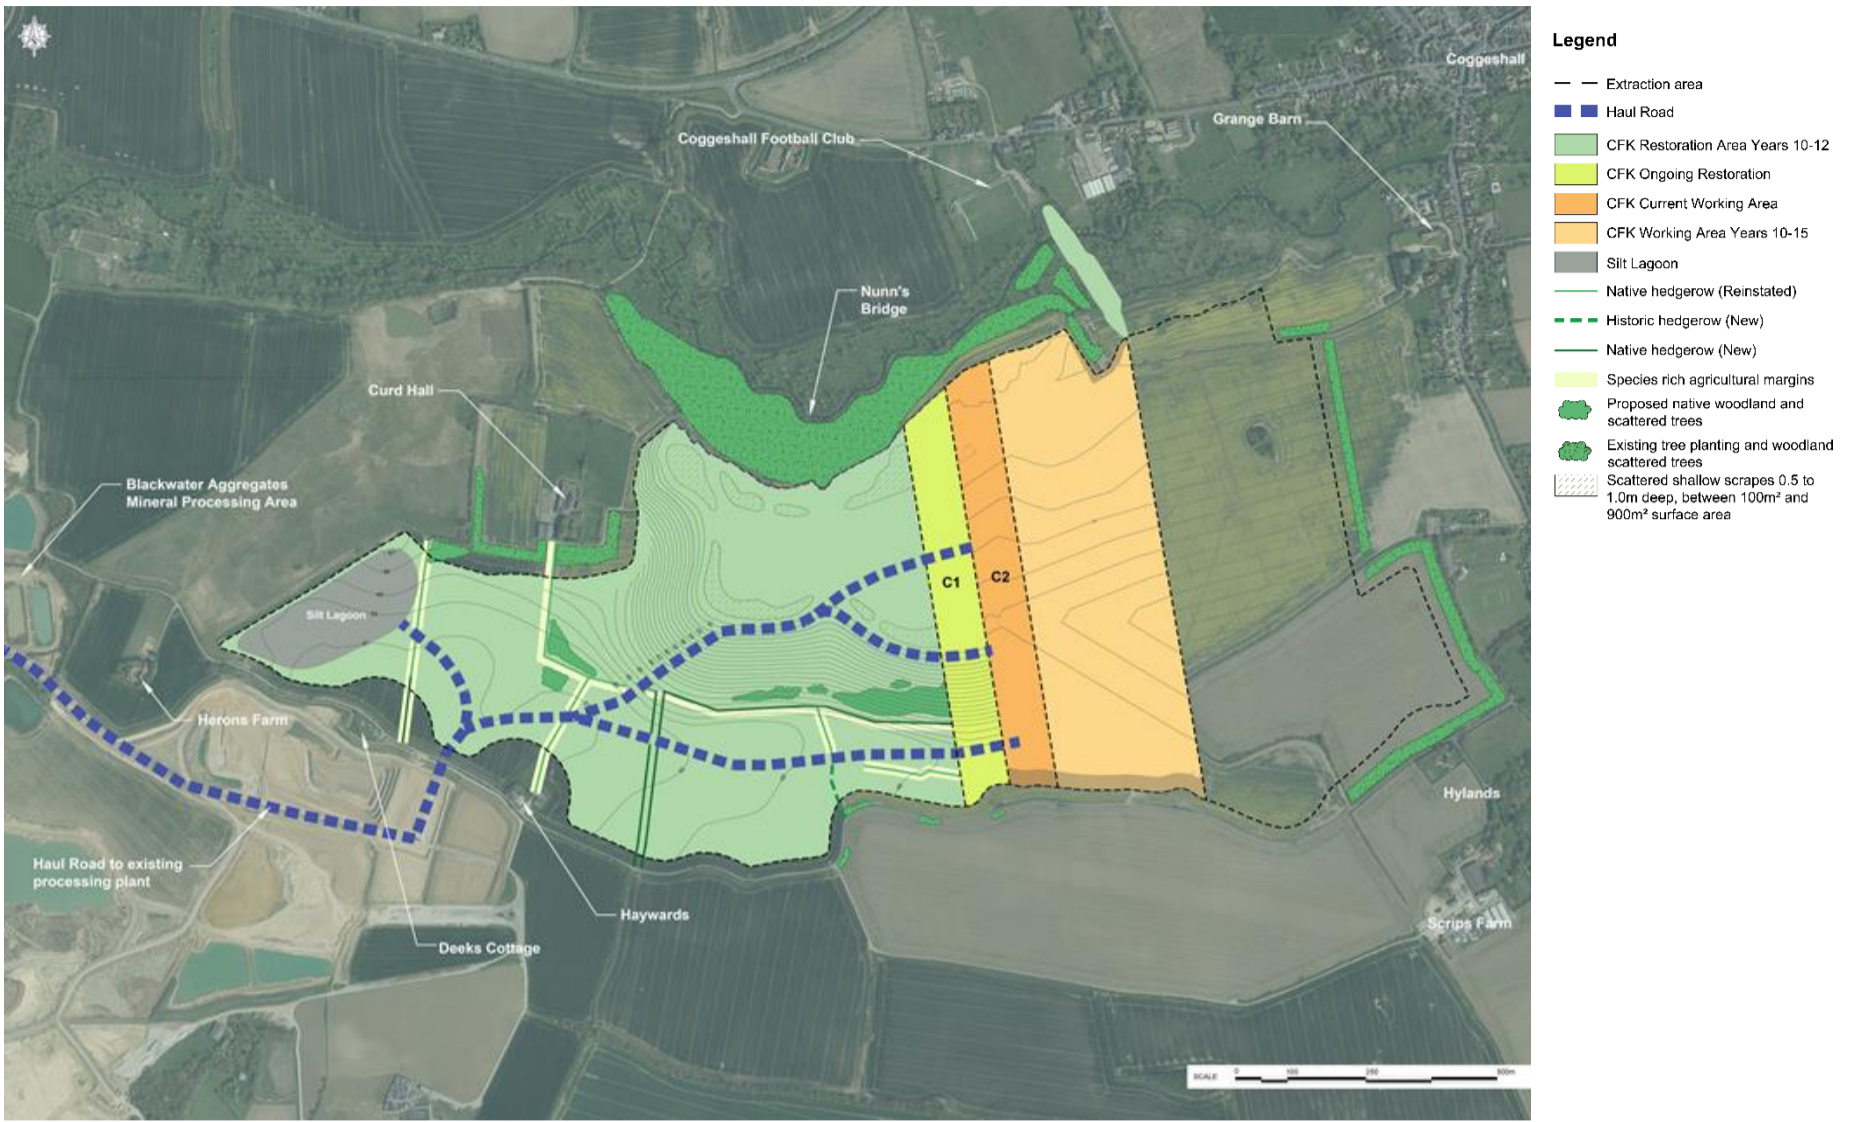 Coggeshall
Grange Barn
Coggeshall Football Club
Nunn's
Bridge
Curd Hall
Blackwater Aggregates
Mineral Processing Area
C1
C2
Silt Lagoon
Herons Farm
Hylands
Haul Road to existing
processing plant
Haywards
Deeks Cottage
Scrips Farm
SCALE 0 100 250 500m
Legend
Extraction area
Haul Road
CFK Restoration Area Years 10-12
CFK Ongoing Restoration
CFK Current Working Area
CFK Working Area Years 10-15
Silt Lagoon
Native hedgerow (Reinstated)
Historic hedgerow (New)
Native hedgerow (New)
Species rich agricultural margins
Proposed native woodland and
scattered trees
Existing tree planting and woodland
scattered trees
Scattered shallow scrapes 0.5 to
1.0m deep, between 100m² and
900m² surface area